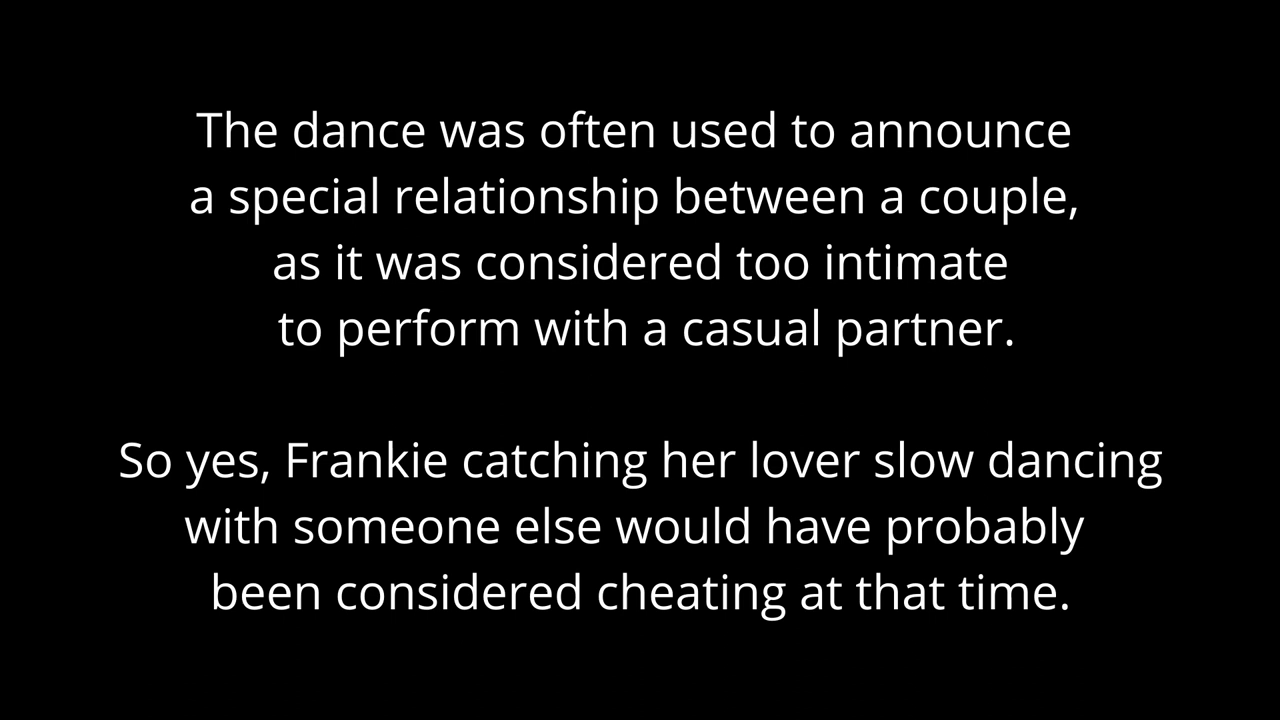 The dance was often used to announce
a special relationship between a couple,
as it was considered too intimate
to perform with a casual partner.
So yes, Frankie catching her lover slow dancing
with someone else would have probably
been considered cheating at that time.